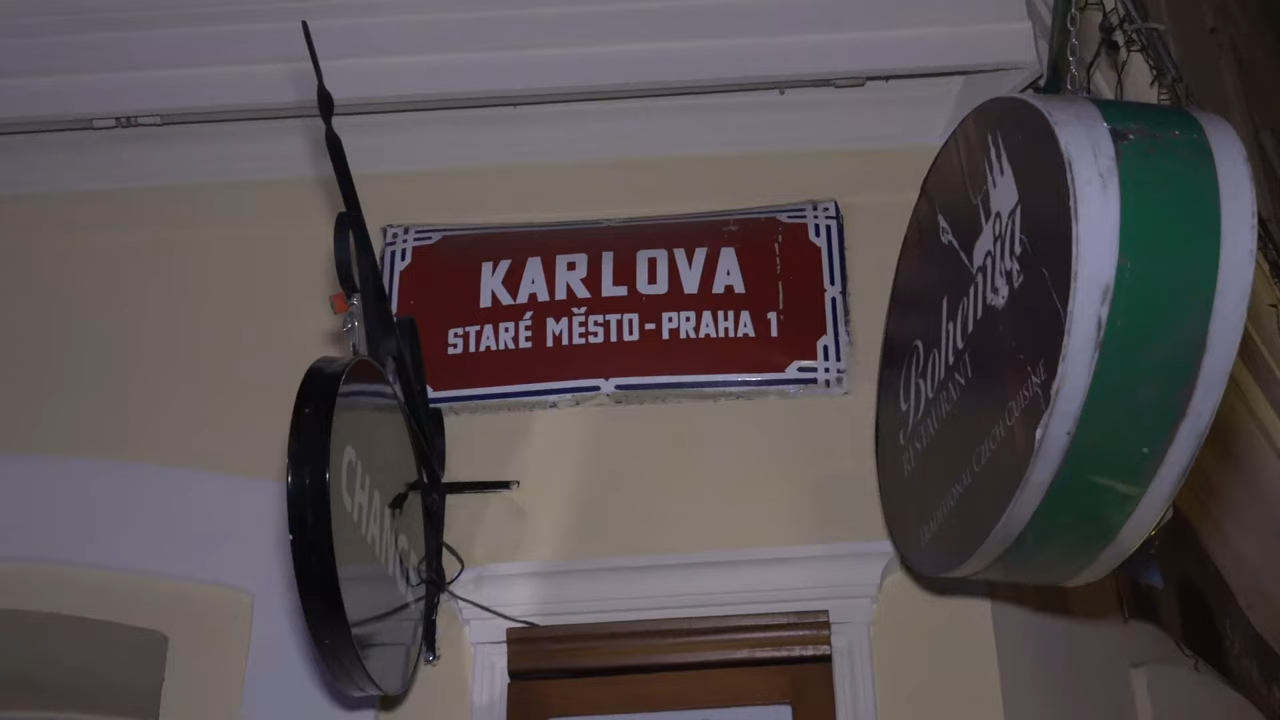 KARLOVA
STARÉ MĚSTO-PRAHA 1
CHANGE
Bohemia
RESTAURANT
TRADITIONAL CZECH CUISINE